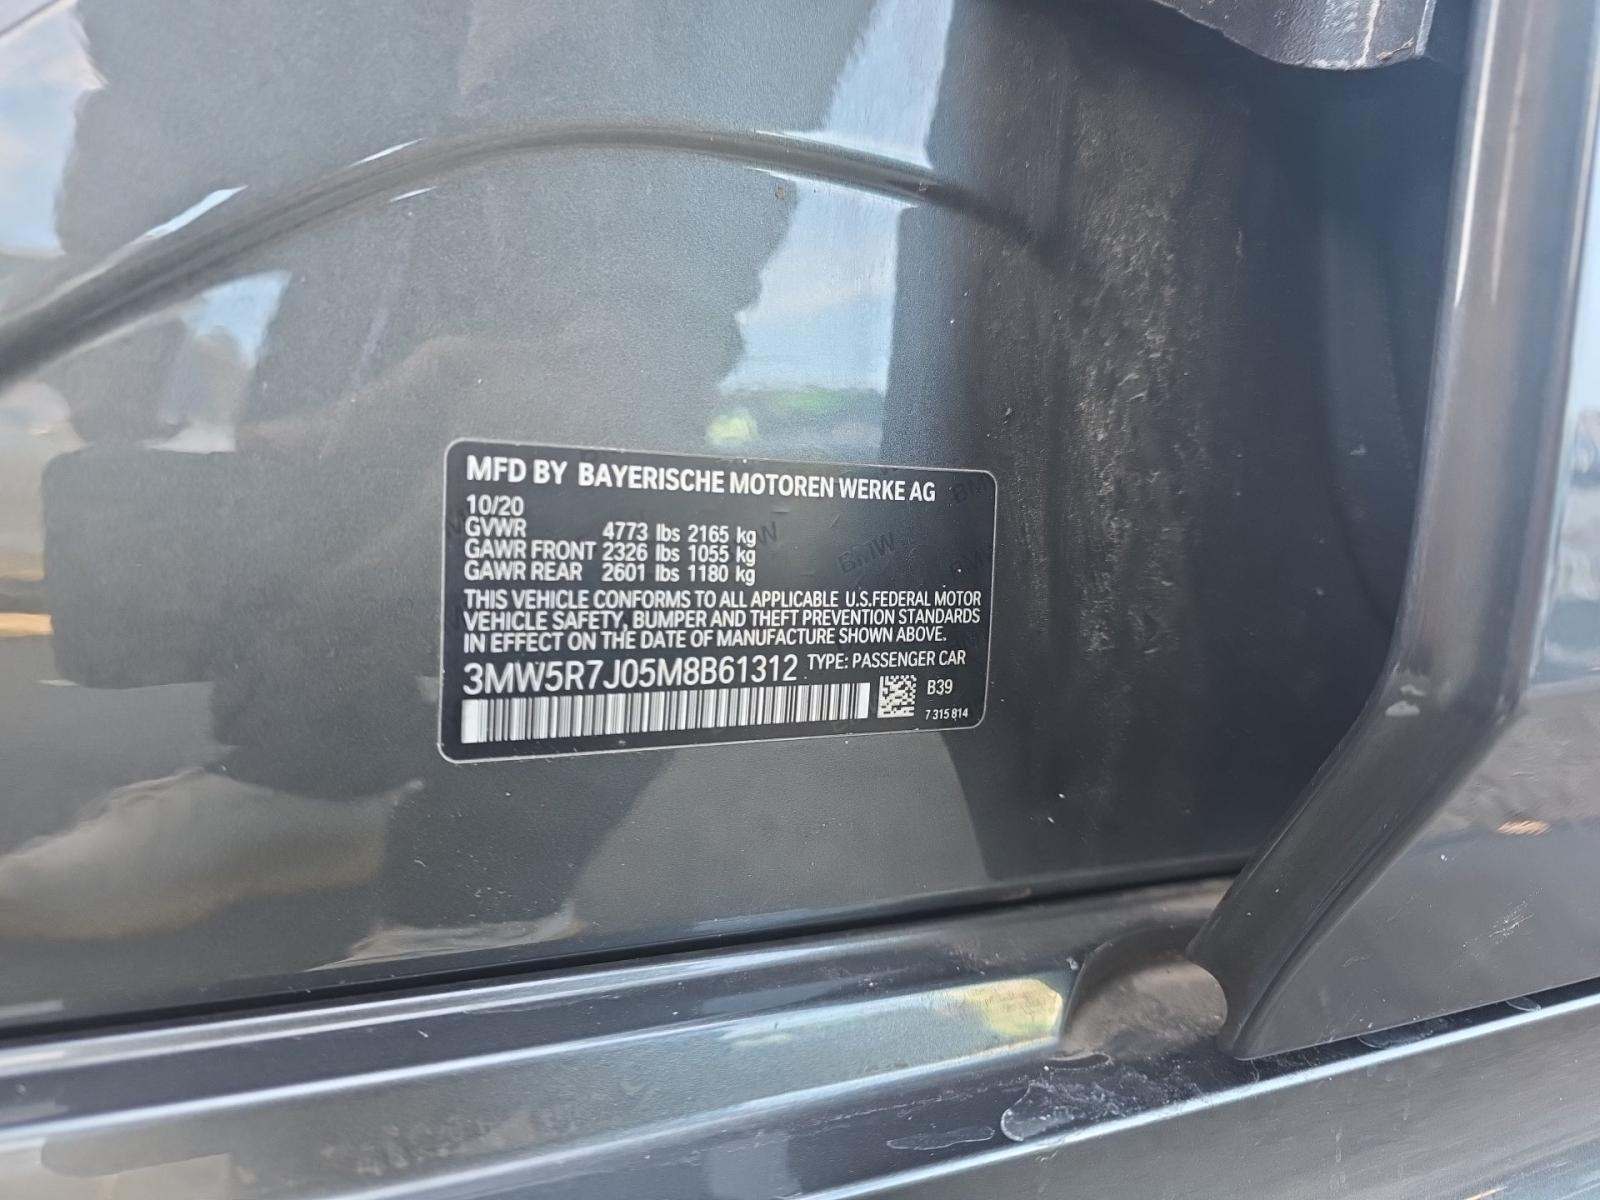 MFD BY BAYERISCHE MOTOREN WERKE AG
10/20
GVWR 4773 lbs 2165 kg
GAWR FRONT 2326 lbs 1055 kg
GAWR REAR 2601 lbs 1180 kg
THIS VEHICLE CONFORMS TO ALL APPLICABLE U.S.FEDERAL MOTOR
VEHICLE SAFETY, BUMPER AND THEFT PREVENTION STANDARDS
IN EFFECT ON THE DATE OF MANUFACTURE SHOWN ABOVE.
3MW5R7J05M8B61312 TYPE: PASSENGER CAR
B39
7 315 814
BMW